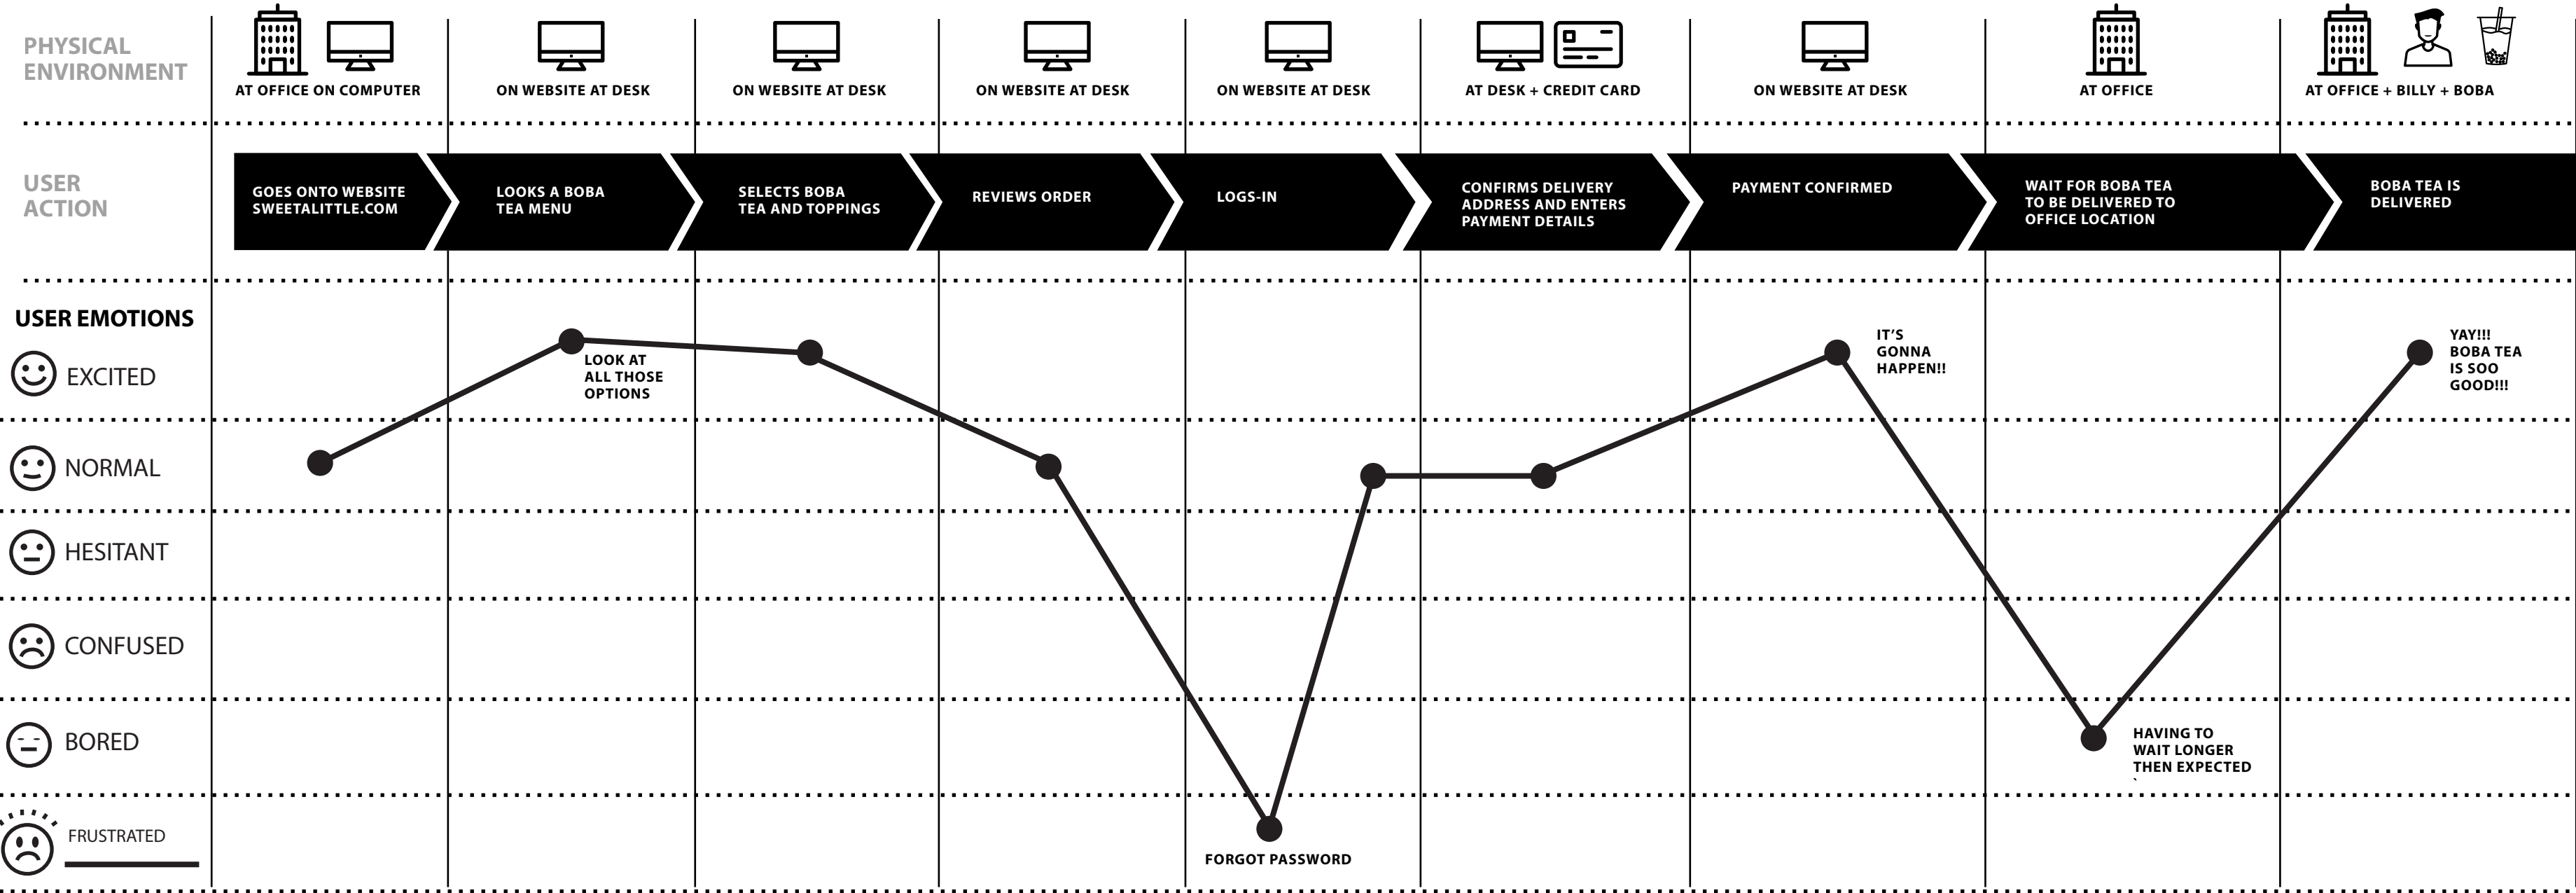 PHYSICAL
ENVIRONMENT
AT OFFICE ON COMPUTER
ON WEBSITE AT DESK
ON WEBSITE AT DESK
ON WEBSITE AT DESK
ON WEBSITE AT DESK
AT DESK + CREDIT CARD
ON WEBSITE AT DESK
AT OFFICE
AT OFFICE + BILLY + BOBA
USER
ACTION
GOES ONTO WEBSITE
SWEETALITTLE.COM
LOOKS A BOBA
TEA MENU
SELECTS BOBA
TEA AND TOPPINGS
REVIEWS ORDER
LOGS-IN
CONFIRMS DELIVERY
ADDRESS AND ENTERS
PAYMENT DETAILS
PAYMENT CONFIRMED
WAIT FOR BOBA TEA
TO BE DELIVERED TO
OFFICE LOCATION
BOBA TEA IS
DELIVERED
USER EMOTIONS
EXCITED
NORMAL
HESITANT
CONFUSED
BORED
FRUSTRATED
LOOK AT
ALL THOSE
OPTIONS
FORGOT PASSWORD
IT'S
GONNA
HAPPEN!!
HAVING TO
WAIT LONGER
THEN EXPECTED
`
YAY!!!
BOBA TEA
IS SOO
GOOD!!!